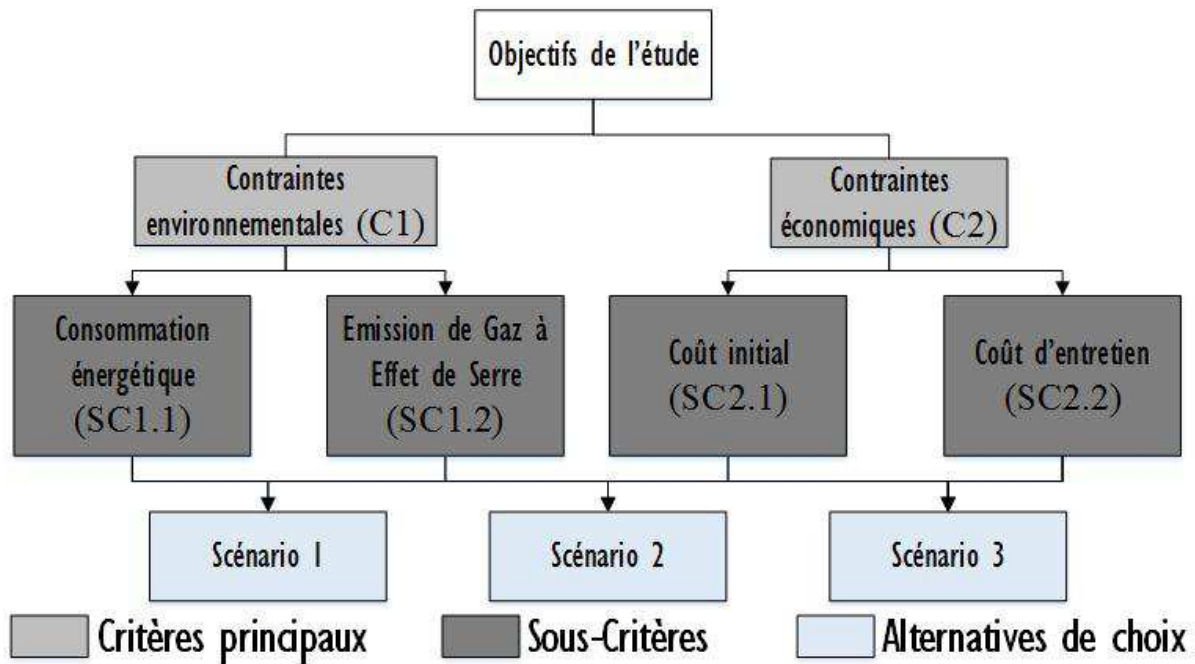 Objectifs de l'étude
Contraintes
environnementales (C1)
Contraintes
économiques (C2)
Consommation
énergétique
(SC1.1)
Emission de Gaz à
Effet de Serre
(SC1.2)
Coût initial
(SC2.1)
Coût d'entretien
(SC2.2)
Scénario 1
Scénario 2
Scénario 3
Critères principaux
Sous-Critères
Alternatives de choix